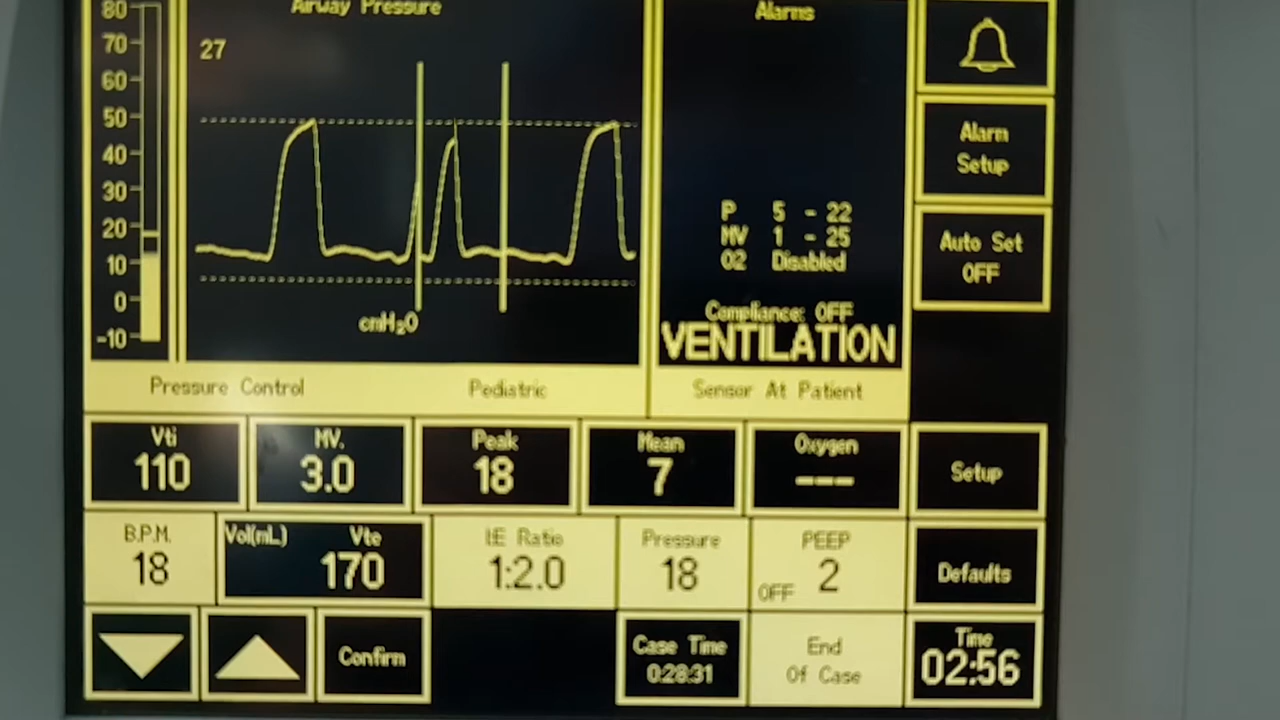 Airway Pressure
Alarms
80
70
60
50
40
30
20
10
0
-10
27
cmH₂O
P 5 - 22
MV 1 - 25
O2 Disabled
Compliance: OFF
VENTILATION
Alarm
Setup
Auto Set
OFF
Pressure Control
Pediatric
Sensor At Patient
Vti
110
MV.
3.0
Peak
18
Mean
7
Oxygen
---
Setup
B.P.M.
18
Vol(mL) Vte
170
I:E Ratio
1:2.0
Pressure
18
PEEP
OFF 2
Defaults
Confirm
Case Time
0:28:31
End
Of Case
Time
02:56